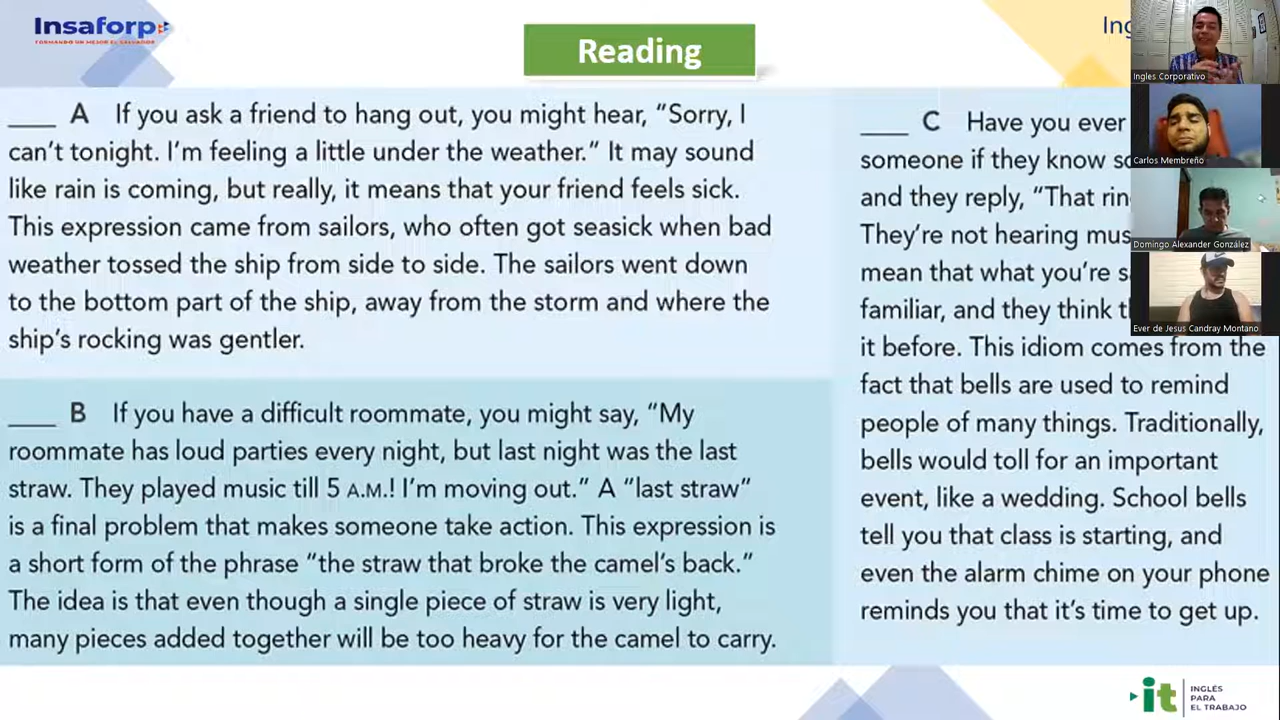 Insaforp
FORMANDO UN MEJOR EL SALVADOR
Reading
___ A If you ask a friend to hang out, you might hear, “Sorry, I
can’t tonight. I’m feeling a little under the weather.” It may sound
like rain is coming, but really, it means that your friend feels sick.
This expression came from sailors, who often got seasick when bad
weather tossed the ship from side to side. The sailors went down
to the bottom part of the ship, away from the storm and where the
ship’s rocking was gentler.
___ B If you have a difficult roommate, you might say, “My
roommate has loud parties every night, but last night was the last
straw. They played music till 5 A.M.! I’m moving out.” A “last straw”
is a final problem that makes someone take action. This expression is
a short form of the phrase “the straw that broke the camel’s back.”
The idea is that even though a single piece of straw is very light,
many pieces added together will be too heavy for the camel to carry.
___ C Have you ever
someone if they know
and they reply, “That
They’re not hearing
mean that what you’re
familiar, and they think
it before. This idiom comes from the
fact that bells are used to remind
people of many things. Traditionally,
bells would toll for an important
event, like a wedding. School bells
tell you that class is starting, and
even the alarm chime on your phone
reminds you that it’s time to get up.
Ingles Corporativo
Carlos Membreño
Domingo Alexander González
Ever de Jesus Candray Montano
it
INGLÉS
PARA
EL TRABAJO